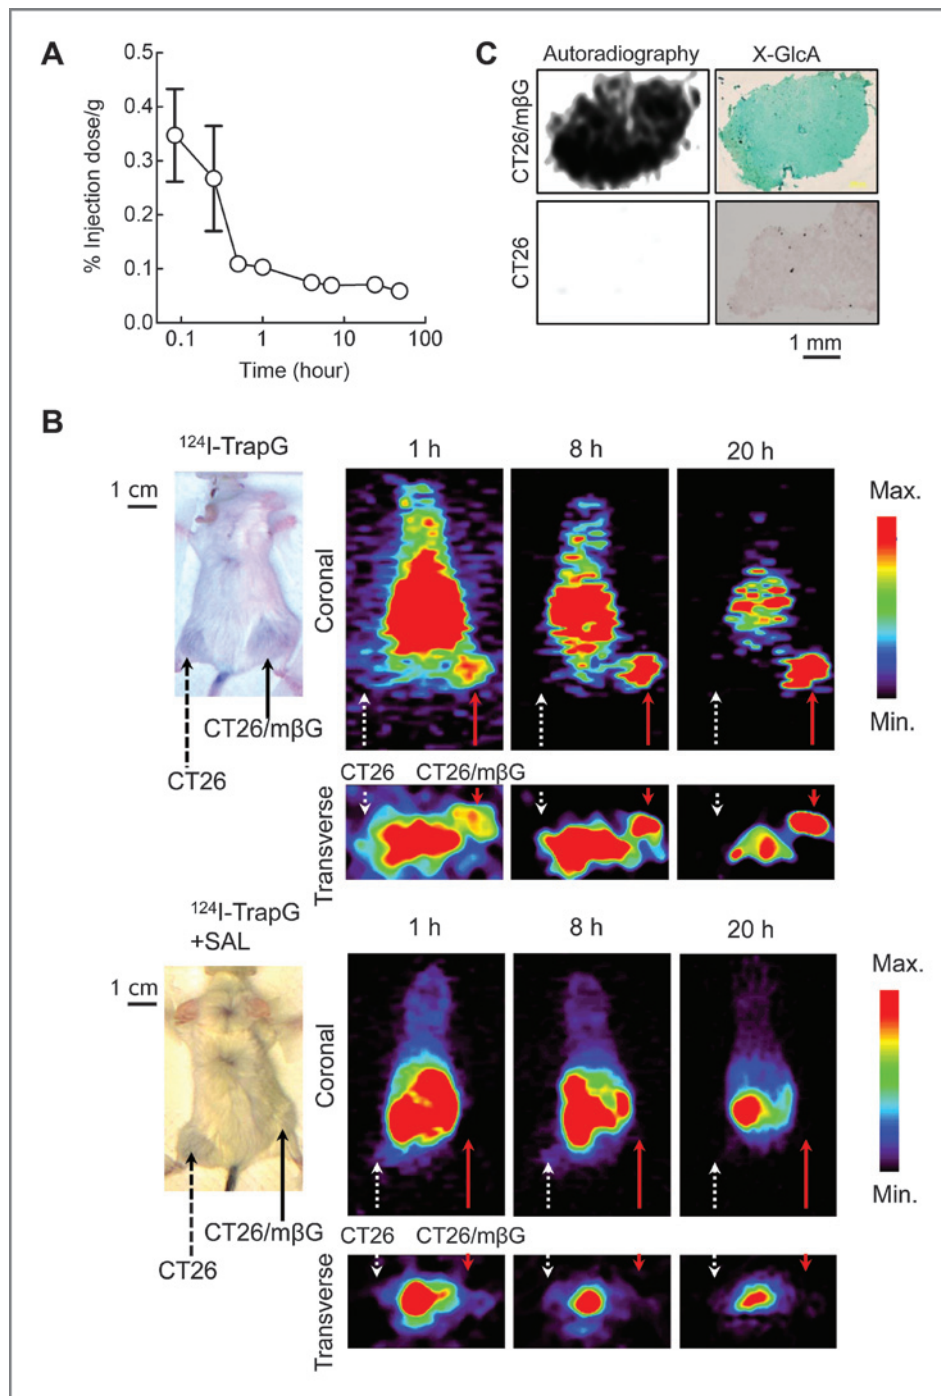 A
% Injection dose/g
0.5
0.4
0.3
0.2
0.1
0.0
0.1 1 10 100
Time (hour)
C
Autoradiography X-GlcA
CT26/mβG
CT26
1 mm
B
¹²⁴I-TrapG
1 cm
CT26/mβG
CT26
1 h 8 h 20 h
Coronal
CT26 CT26/mβG
Transverse
Max.
Min.
¹²⁴I-TrapG
+SAL
1 cm
CT26/mβG
CT26
1 h 8 h 20 h
Coronal
CT26 CT26/mβG
Transverse
Max.
Min.